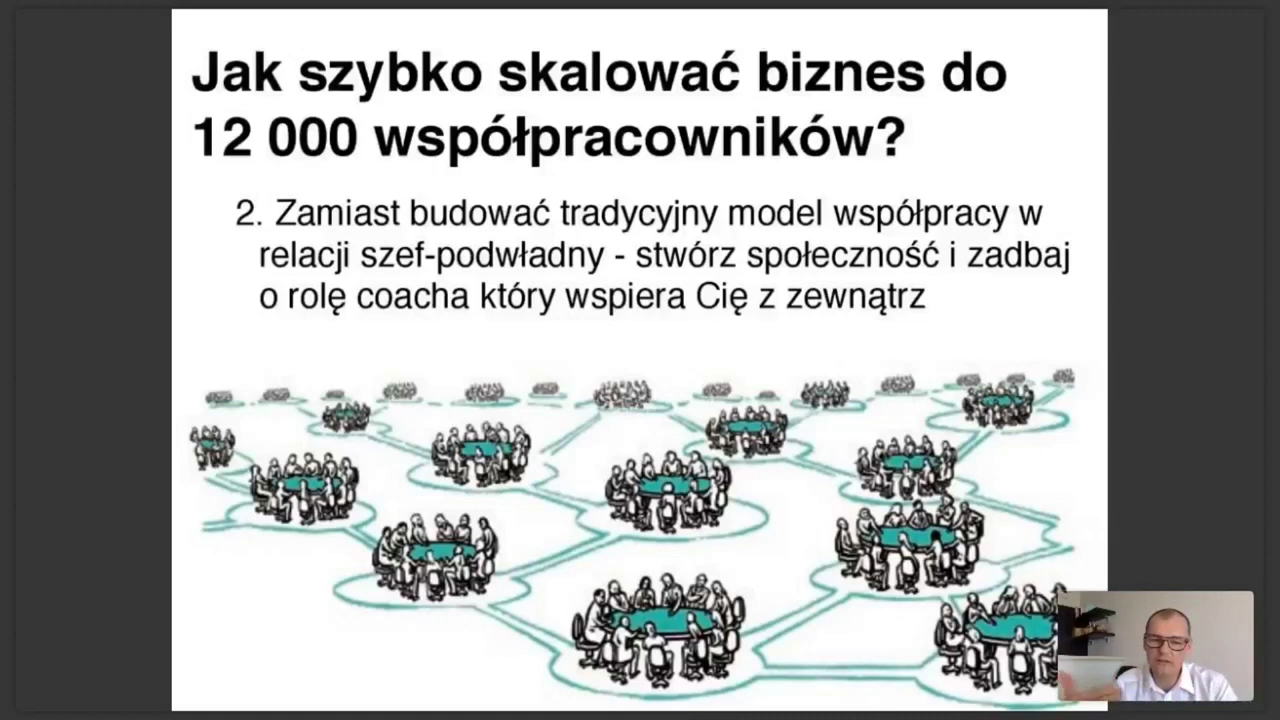 Jak szybko skalować biznes do
12 000 współpracowników?
2. Zamiast budować tradycyjny model współpracy w
relacji szef-podwładny - stwórz społeczność i zadbaj
o rolę coacha który wspiera Cię z zewnątrz